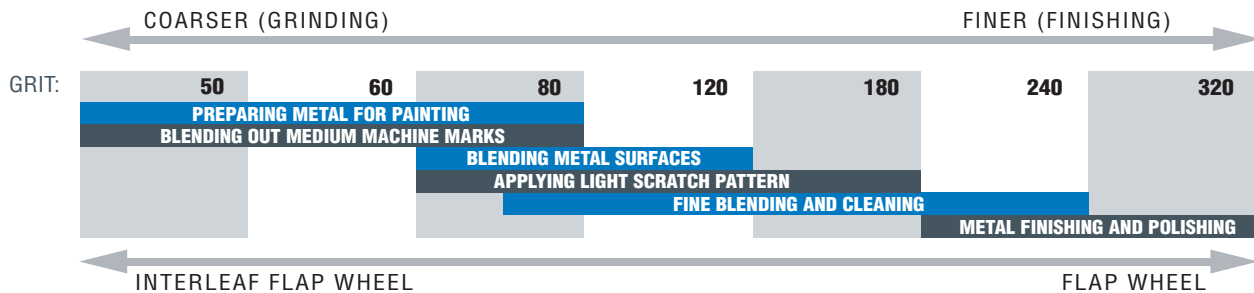 COARSER (GRINDING) FINER (FINISHING)
GRIT: 50 60 80 120 180 240 320
PREPARING METAL FOR PAINTING
BLENDING OUT MEDIUM MACHINE MARKS
BLENDING METAL SURFACES
APPLYING LIGHT SCRATCH PATTERN
FINE BLENDING AND CLEANING
METAL FINISHING AND POLISHING
INTERLEAF FLAP WHEEL FLAP WHEEL